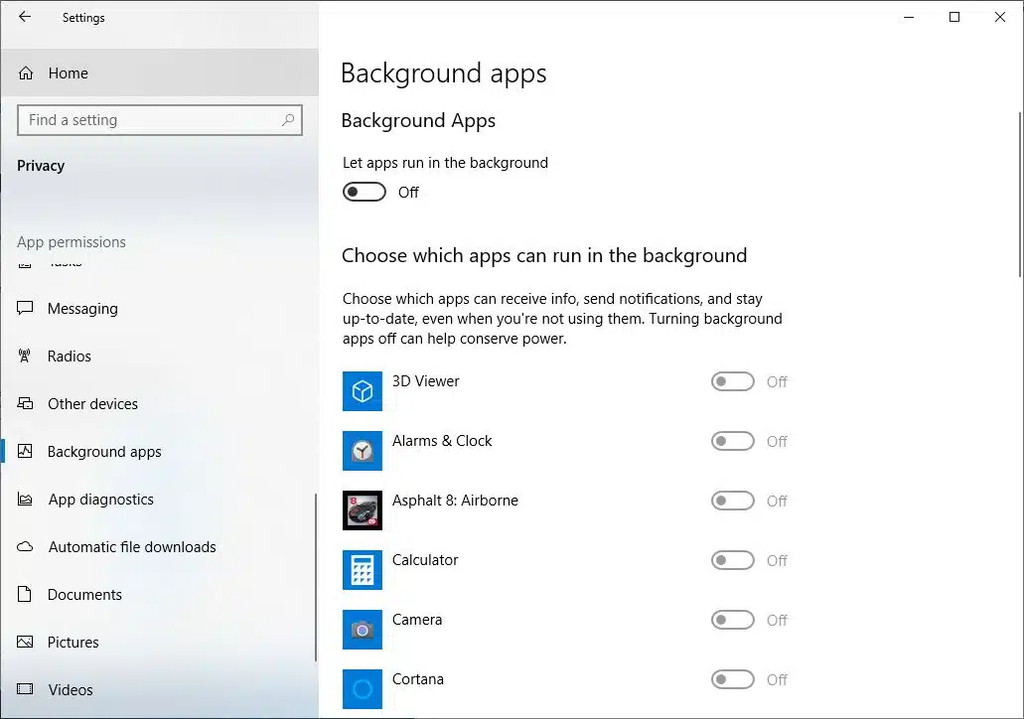 Settings
Home
Find a setting
Privacy
App permissions
Tasks
Messaging
Radios
Other devices
Background apps
App diagnostics
Automatic file downloads
Documents
Pictures
Videos
Background apps
Background Apps
Let apps run in the background
Off
Choose which apps can run in the background
Choose which apps can receive info, send notifications, and stay
up-to-date, even when you're not using them. Turning background
apps off can help conserve power.
3D Viewer Off
Alarms & Clock Off
Asphalt 8: Airborne Off
Calculator Off
Camera Off
Cortana Off